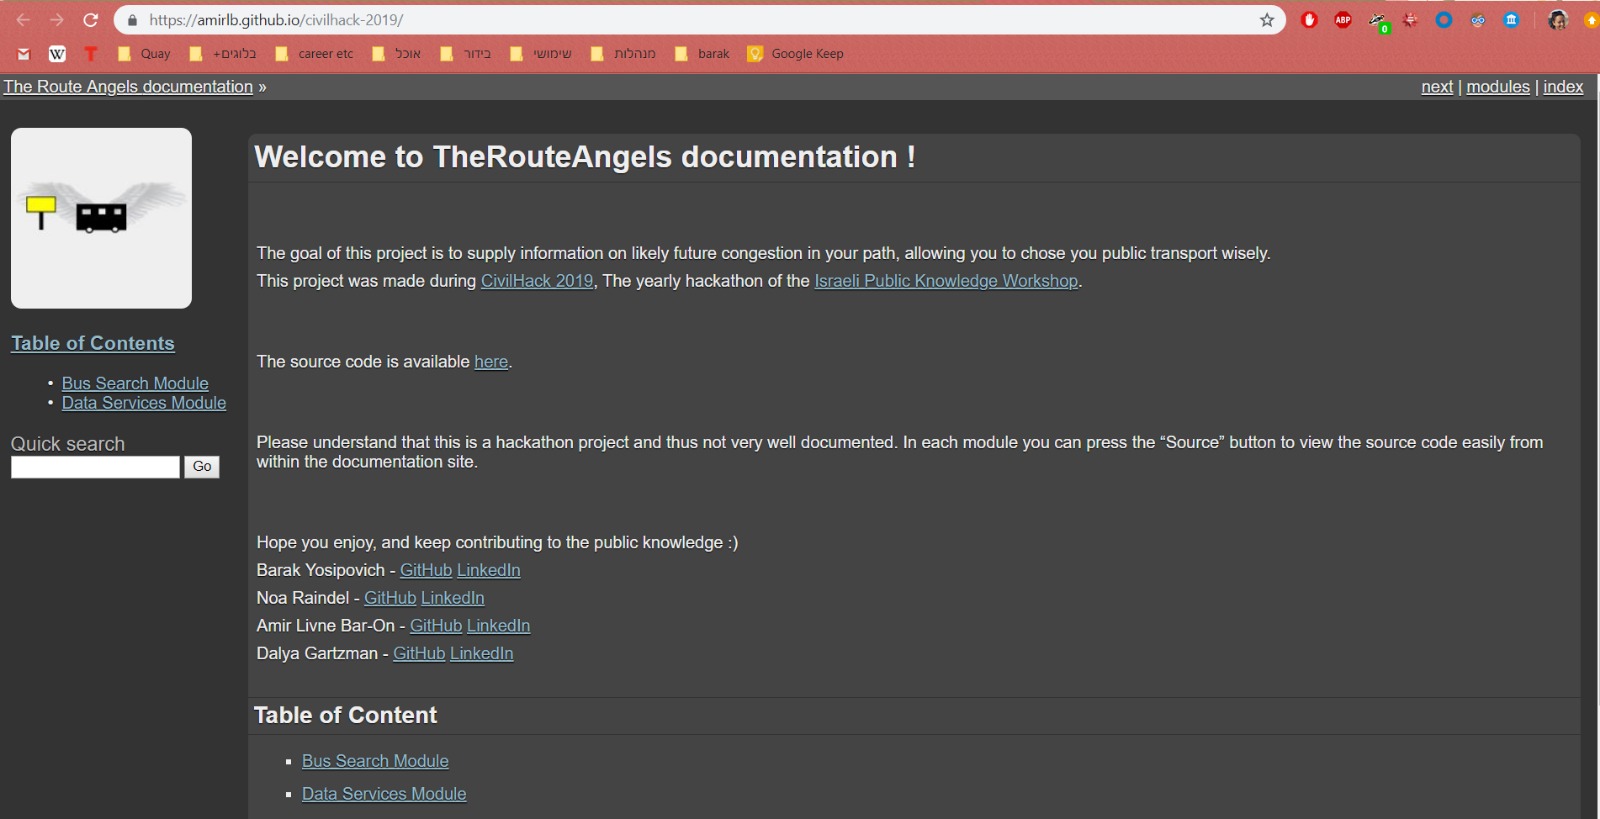 https://amirlb.github.io/civilhack-2019/
ABP
0
W T Quay בלוגים+ career etc אוכל בידור שימושי מנהלות barak Google Keep
The Route Angels documentation » next | modules | index
Welcome to TheRouteAngels documentation !
The goal of this project is to supply information on likely future congestion in your path, allowing you to chose you public transport wisely.
This project was made during CivilHack 2019, The yearly hackathon of the Israeli Public Knowledge Workshop.
Table of Contents
• Bus Search Module
• Data Services Module
Quick search
Go
The source code is available here.
Please understand that this is a hackathon project and thus not very well documented. In each module you can press the “Source” button to view the source code easily from
within the documentation site.
Hope you enjoy, and keep contributing to the public knowledge :)
Barak Yosipovich - GitHub LinkedIn
Noa Raindel - GitHub LinkedIn
Amir Livne Bar-On - GitHub LinkedIn
Dalya Gartzman - GitHub LinkedIn
Table of Content
▪ Bus Search Module
▪ Data Services Module